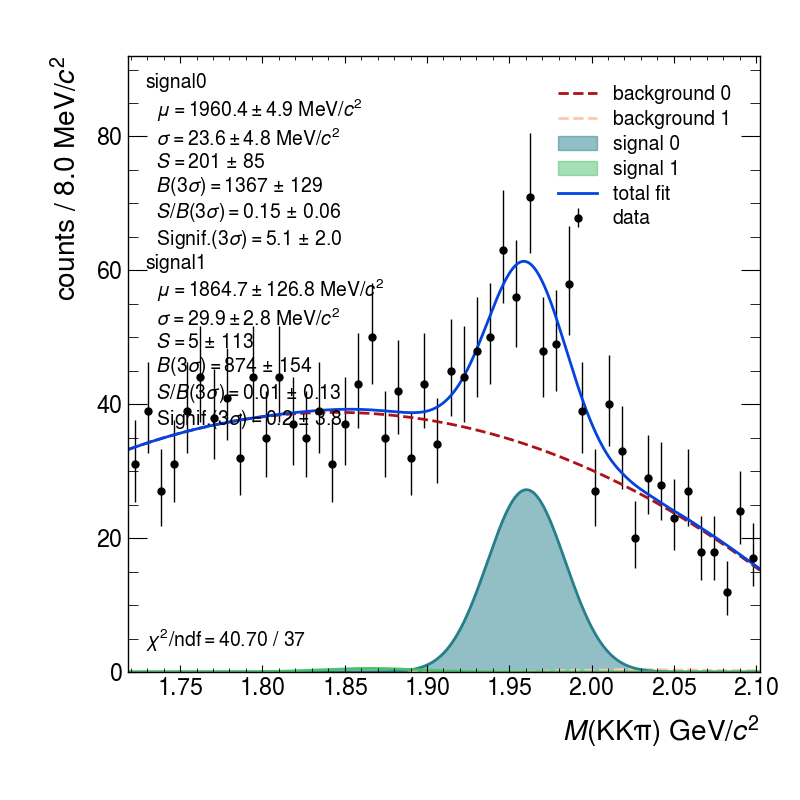 counts / 8.0 MeV/c²
80
60
40
20
0
signal0
μ = 1960.4 ± 4.9 MeV/c²
σ = 23.6 ± 4.8 MeV/c²
S = 201 ± 85
B(3σ) = 1367 ± 129
S/B(3σ) = 0.15 ± 0.06
Signif.(3σ) = 5.1 ± 2.0
signal1
μ = 1864.7 ± 126.8 MeV/c²
σ = 29.9 ± 2.8 MeV/c²
S = 5 ± 113
B(3σ) = 874 ± 154
S/B(3σ) = 0.01 ± 0.13
Signif.(3σ) = 0.2 ± 3.8
background 0
background 1
signal 0
signal 1
total fit
data
χ²/ndf = 40.70 / 37
1.75 1.80 1.85 1.90 1.95 2.00 2.05 2.10
M(KKπ) GeV/c²